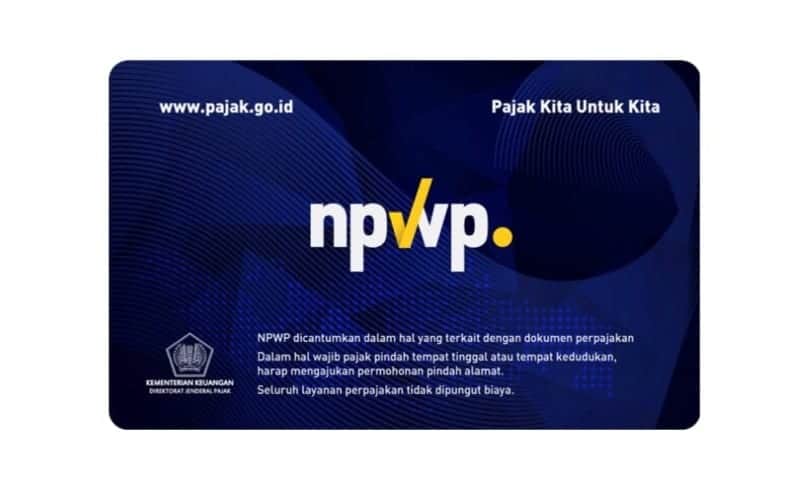 www.pajak.go.id
Pajak Kita Untuk Kita
npwp.
NPWP dicantumkan dalam hal yang terkait dengan dokumen perpajakan
Dalam hal wajib pajak pindah tempat tinggal atau tempat kedudukan,
harap mengajukan permohonan pindah alamat.
Seluruh layanan perpajakan tidak dipungut biaya.
KEMENTERIAN KEUANGAN
DIREKTORAT JENDERAL PAJAK